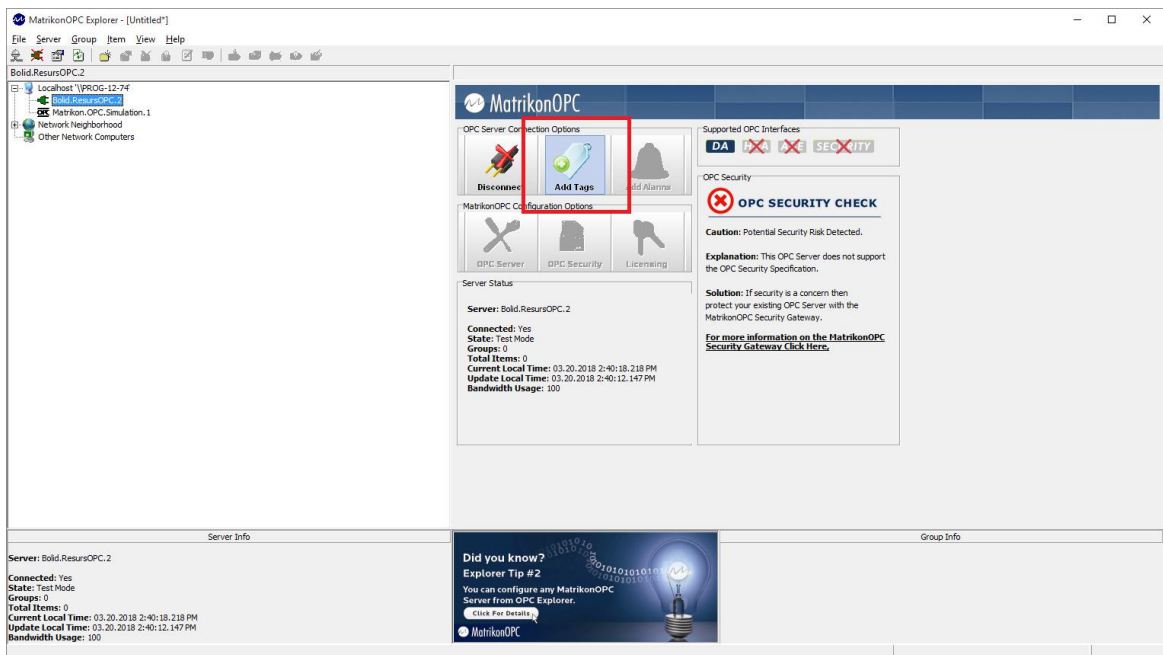 MatrikonOPC Explorer - [Untitled*]
File Server Group Item View Help
Bolid.ResursOPC.2
Localhost '\\PROG-12-74'
Bolid.ResursOPC.2
Matrikon.OPC.Simulation.1
Network Neighborhood
Other Network Computers
MatrikonOPC
OPC Server Connection Options
Disconnect
Add Tags
Add Alarms
MatrikonOPC Configuration Options
OPC Server
OPC Security
Licensing
Server Status
Server: Bolid.ResursOPC.2
Connected: Yes
State: Test Mode
Groups: 0
Total Items: 0
Current Local Time: 03.20.2018 2:40:18.218 PM
Update Local Time: 03.20.2018 2:40:12.147 PM
Bandwidth Usage: 100
Supported OPC Interfaces
DA HDA A&E SECURITY
OPC Security
OPC SECURITY CHECK
Caution: Potential Security Risk Detected.
Explanation: This OPC Server does not support
the OPC Security Specification.
Solution: If security is a concern then
protect your existing OPC Server with the
MatrikonOPC Security Gateway.
For more information on the MatrikonOPC
Security Gateway Click Here.
Server Info
Server: Bolid.ResursOPC.2
Connected: Yes
State: Test Mode
Groups: 0
Total Items: 0
Current Local Time: 03.20.2018 2:40:18.218 PM
Update Local Time: 03.20.2018 2:40:12.147 PM
Bandwidth Usage: 100
Did you know?
Explorer Tip #2
You can configure any MatrikonOPC
Server from OPC Explorer.
Click For Details
MatrikonOPC
Group Info